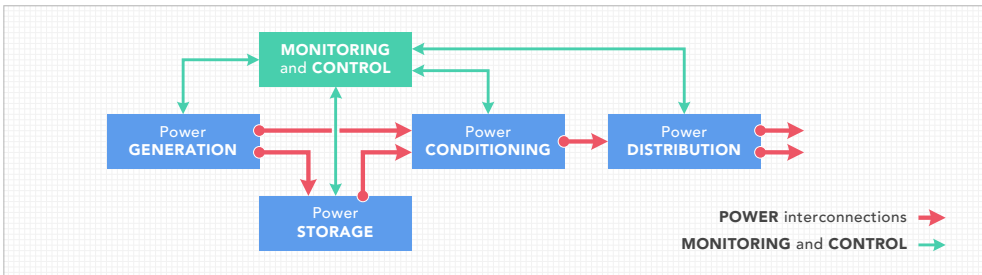 MONITORING
and CONTROL
Power
GENERATION
Power
CONDITIONING
Power
DISTRIBUTION
Power
STORAGE
POWER interconnections
MONITORING and CONTROL